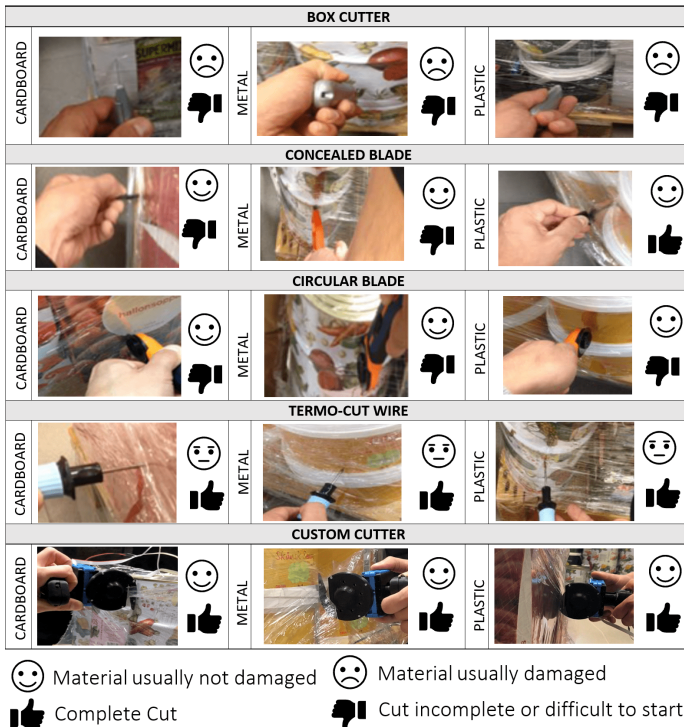 BOX CUTTER
CARDBOARD
METAL
PLASTIC
SUPERMI
CONCEALED BLADE
CARDBOARD
METAL
PLASTIC
CIRCULAR BLADE
CARDBOARD
METAL
PLASTIC
TERMO-CUT WIRE
CARDBOARD
METAL
PLASTIC
CUSTOM CUTTER
CARDBOARD
METAL
PLASTIC
Material usually not damaged
Material usually damaged
Complete Cut
Cut incomplete or difficult to start